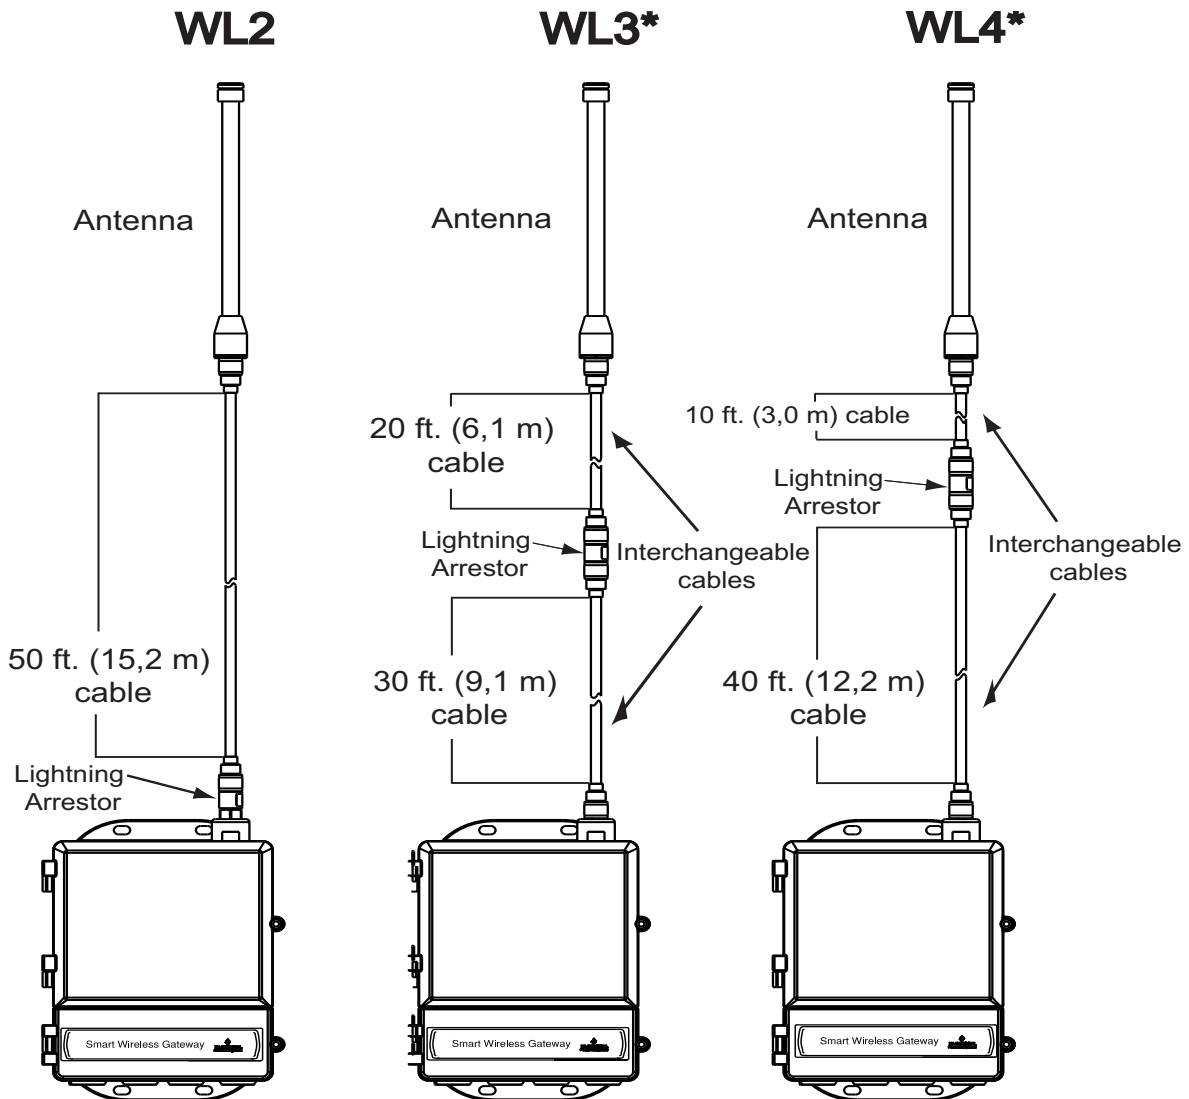 WL2
WL3*
WL4*
Antenna
Antenna
Antenna
50 ft. (15,2 m)
cable
Lightning
Arrestor
20 ft. (6,1 m)
cable
Lightning
Arrestor
Interchangeable
cables
30 ft. (9,1 m)
cable
10 ft. (3,0 m) cable
Lightning
Arrestor
Interchangeable
cables
40 ft. (12,2 m)
cable
Smart Wireless Gateway
Smart Wireless Gateway
Smart Wireless Gateway